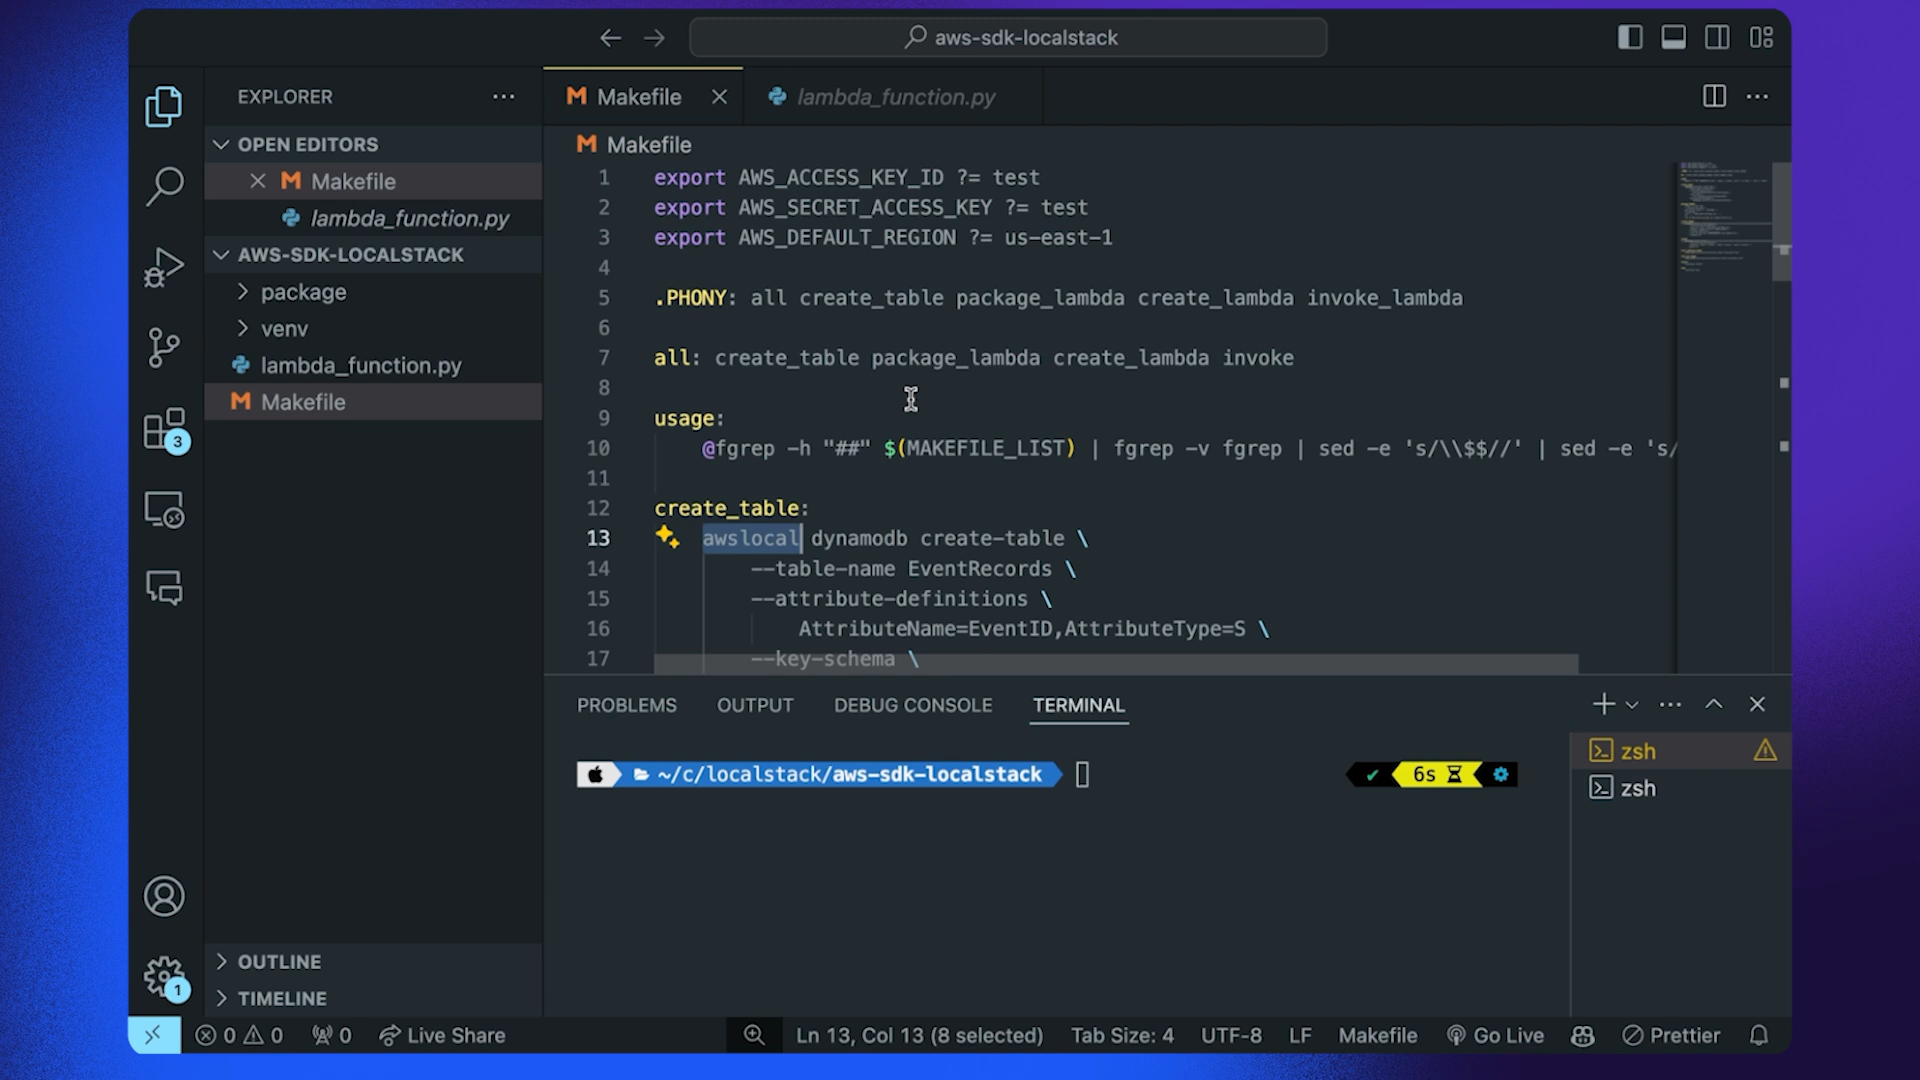 aws-sdk-localstack
EXPLORER
OPEN EDITORS
Makefile
lambda_function.py
AWS-SDK-LOCALSTACK
package
venv
lambda_function.py
Makefile
OUTLINE
TIMELINE
3
1
Makefile
lambda_function.py
Makefile
1 export AWS_ACCESS_KEY_ID ?= test
2 export AWS_SECRET_ACCESS_KEY ?= test
3 export AWS_DEFAULT_REGION ?= us-east-1
4
5 .PHONY: all create_table package_lambda create_lambda invoke_lambda
6
7 all: create_table package_lambda create_lambda invoke
8
9 usage:
10 @fgrep -h "##" $(MAKEFILE_LIST) | fgrep -v fgrep | sed -e 's/\\$$//' | sed -e 's/
11
12 create_table:
13 awslocal dynamodb create-table \
14 --table-name EventRecords \
15 --attribute-definitions \
16 AttributeName=EventID,AttributeType=S \
17 --key-schema \
PROBLEMS OUTPUT DEBUG CONSOLE TERMINAL
~/c/localstack/aws-sdk-localstack
6s
zsh
zsh
0 0 0 Live Share Ln 13, Col 13 (8 selected) Tab Size: 4 UTF-8 LF Makefile Go Live Prettier